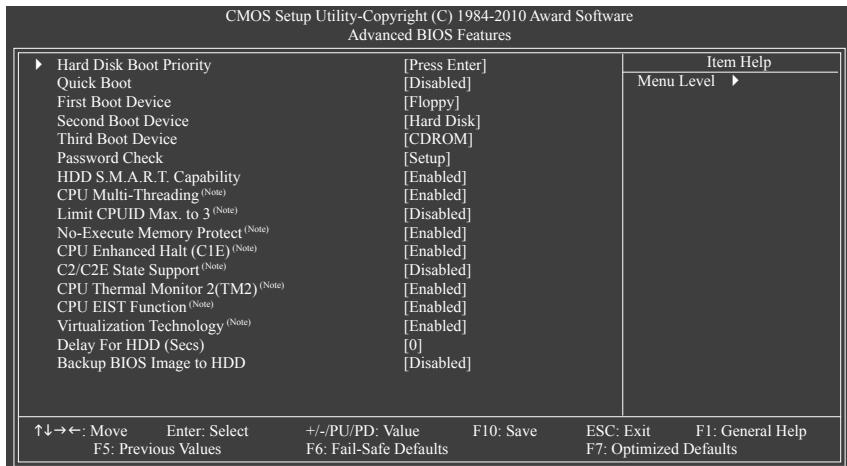 CMOS Setup Utility-Copyright (C) 1984-2010 Award Software
Advanced BIOS Features
Hard Disk Boot Priority [Press Enter]
Quick Boot [Disabled]
First Boot Device [Floppy]
Second Boot Device [Hard Disk]
Third Boot Device [CDROM]
Password Check [Setup]
HDD S.M.A.R.T. Capability [Enabled]
CPU Multi-Threading (Note) [Enabled]
Limit CPUID Max. to 3 (Note) [Disabled]
No-Execute Memory Protect (Note) [Enabled]
CPU Enhanced Halt (C1E) (Note) [Enabled]
C2/C2E State Support (Note) [Disabled]
CPU Thermal Monitor 2(TM2) (Note) [Enabled]
CPU EIST Function (Note) [Enabled]
Virtualization Technology (Note) [Enabled]
Delay For HDD (Secs) [0]
Backup BIOS Image to HDD [Disabled]
Item Help
Menu Level
↑↓→←: Move Enter: Select +/-/PU/PD: Value F10: Save ESC: Exit F1: General Help
F5: Previous Values F6: Fail-Safe Defaults F7: Optimized Defaults